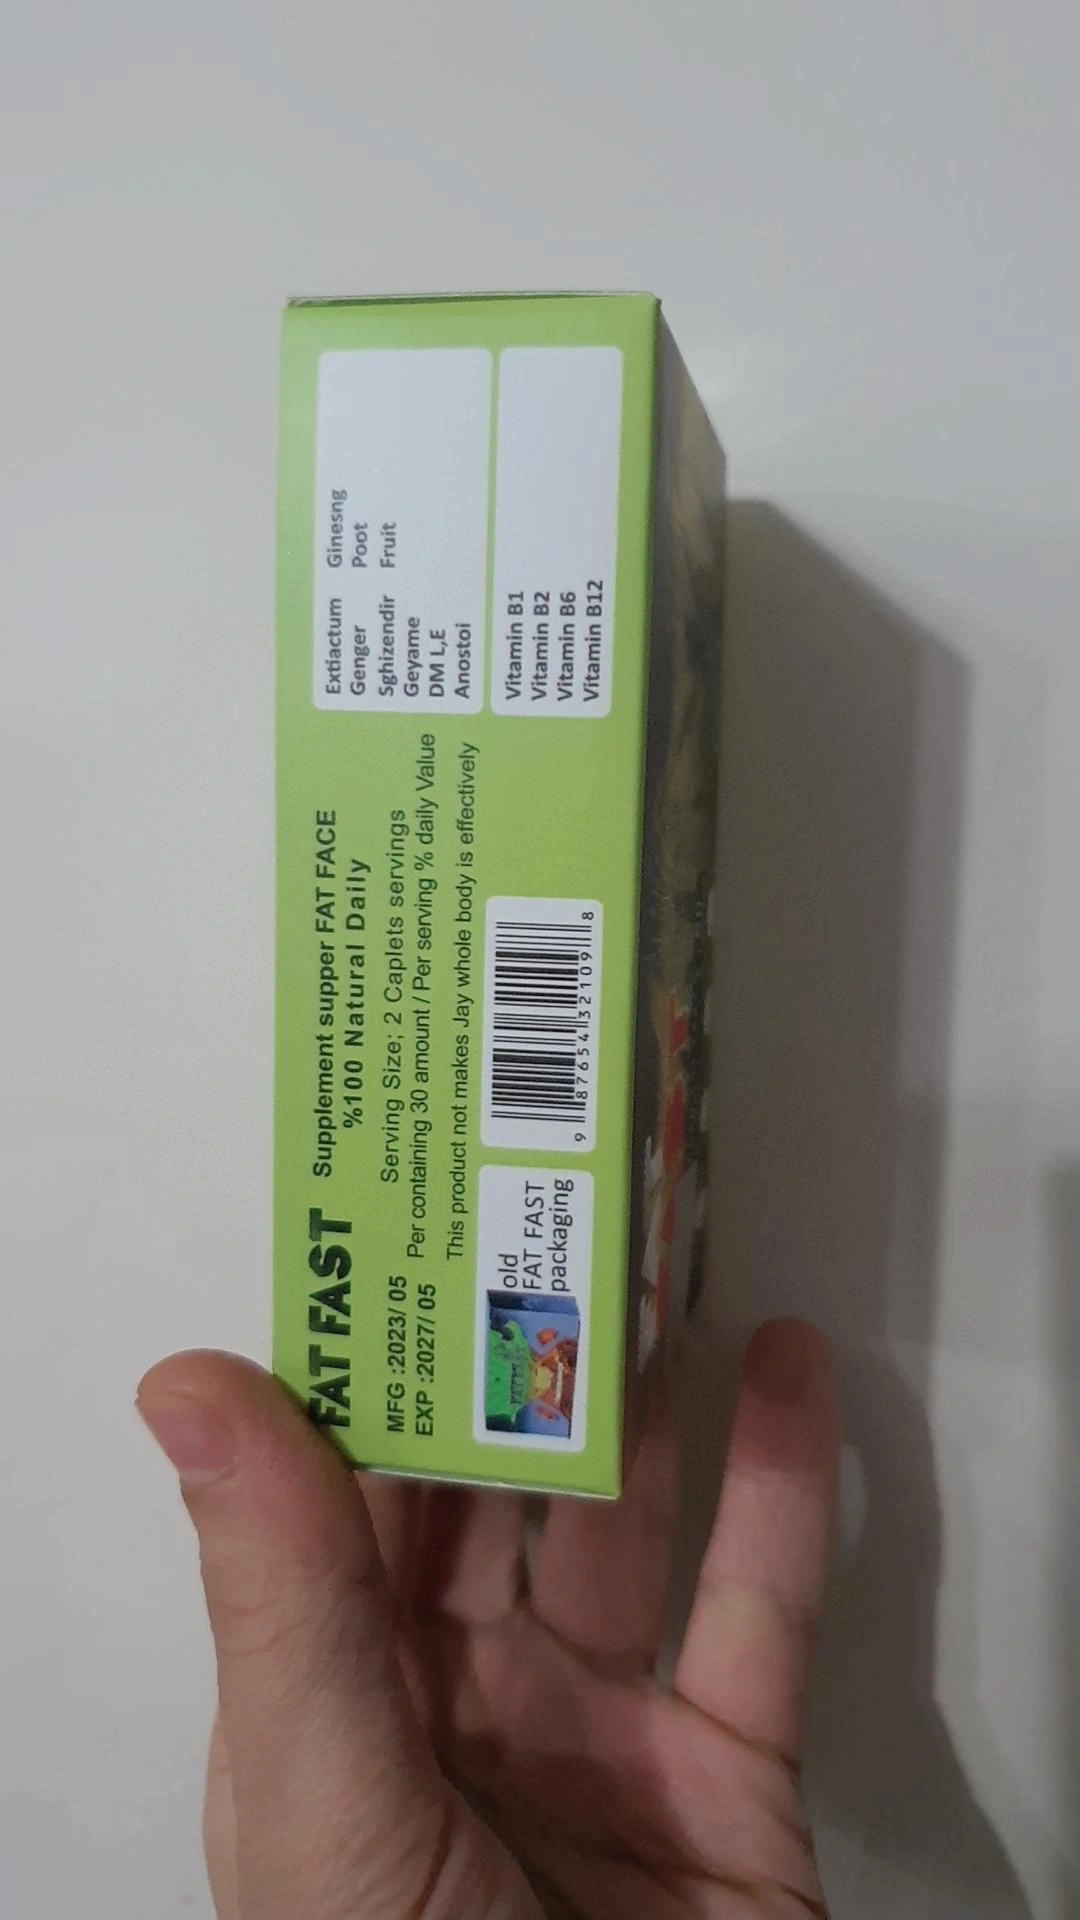 FAT FAST
Supplement supper FAT FACE
%100 Natural Daily
MFG :2023/ 05
EXP :2027/ 05
Serving Size; 2 Caplets servings
Per containing 30 amount / Per serving % daily Value
This product not makes Jay whole body is effectively
old
FAT FAST
packaging
9 876543 210911 8
Extiactum Ginesng
Genger Poot
Sghizendir Fruit
Geyame
DM L,E
Anostoi
Vitamin B1
Vitamin B2
Vitamin B6
Vitamin B12